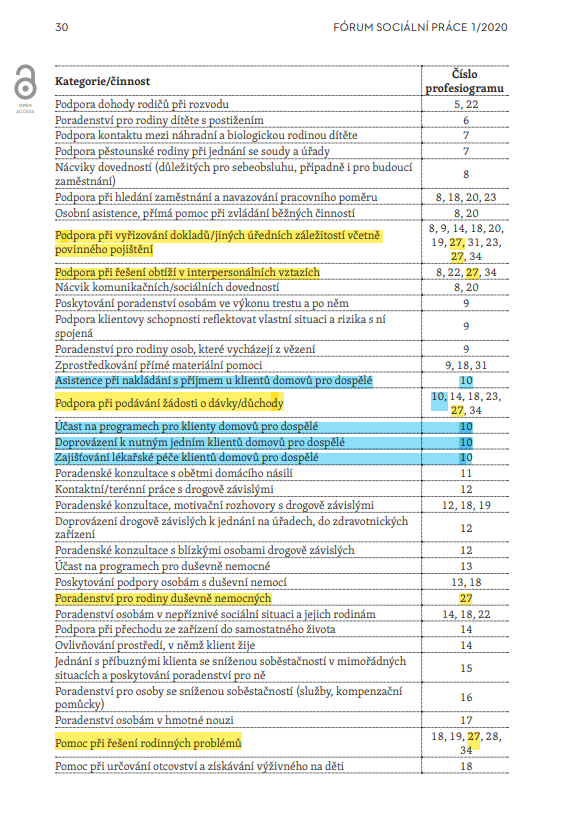 30
FÓRUM SOCIÁLNÍ PRÁCE 1/2020
OPEN
ACCESS
Kategorie/činnost
Číslo
profesiogramu
Podpora dohody rodičů při rozvodu
5, 22
Poradenství pro rodiny dítěte s postižením
6
Podpora kontaktu mezi náhradní a biologickou rodinou dítěte
7
Podpora pěstounské rodiny při jednání se soudy a úřady
7
Nácviky dovedností (důležitých pro sebeobsluhu, případně i pro budoucí
zaměstnání)
8
Podpora při hledání zaměstnání a navazování pracovního poměru
8, 18, 20, 23
Osobní asistence, přímá pomoc při zvládání běžných činností
8, 20
Podpora při vyřizování dokladů/jiných úředních záležitostí včetně
povinného pojištění
8, 9, 14, 18, 20,
19, 27, 31, 23,
27, 34
Podpora při řešení obtíží v interpersonálních vztazích
8, 22, 27, 34
Nácvik komunikačních/sociálních dovedností
8, 20
Poskytování poradenství osobám ve výkonu trestu a po něm
9
Podpora klientovy schopnosti reflektovat vlastní situaci a rizika s ní
spojená
9
Poradenství pro rodiny osob, které vycházejí z vězení
9
Zprostředkování přímé materiální pomoci
9, 18, 31
Asistence při nakládání s příjmem u klientů domovů pro dospělé
10
Podpora při podávání žádosti o dávky/důchody
10, 14, 18, 23,
27, 34
Účast na programech pro klienty domovů pro dospělé
10
Doprovázení k nutným jedním klientů domovů pro dospělé
10
Zajišťování lékařské péče klientů domovů pro dospělé
10
Poradenské konzultace s obětmi domácího násilí
11
Kontaktní/terénní práce s drogově závislými
12
Poradenské konzultace, motivační rozhovory s drogově závislými
12, 18, 19
Doprovázení drogově závislých k jednání na úřadech, do zdravotnických
zařízení
12
Poradenské konzultace s blízkými osobami drogově závislých
12
Účast na programech pro duševně nemocné
13
Poskytování podpory osobám s duševní nemocí
13, 18
Poradenství pro rodiny duševně nemocných
27
Poradenství osobám v nepříznivé sociální situaci a jejich rodinám
14, 18, 22
Podpora při přechodu ze zařízení do samostatného života
14
Ovlivňování prostředí, v němž klient žije
14
Jednání s příbuznými klienta se sníženou soběstačností v mimořádných
situacích a poskytování poradenství pro ně
15
Poradenství pro osoby se sníženou soběstačností (služby, kompenzační
pomůcky)
16
Poradenství osobám v hmotné nouzi
17
Pomoc při řešení rodinných problémů
18, 19, 27, 28,
34
Pomoc při určování otcovství a získávání výživného na děti
18